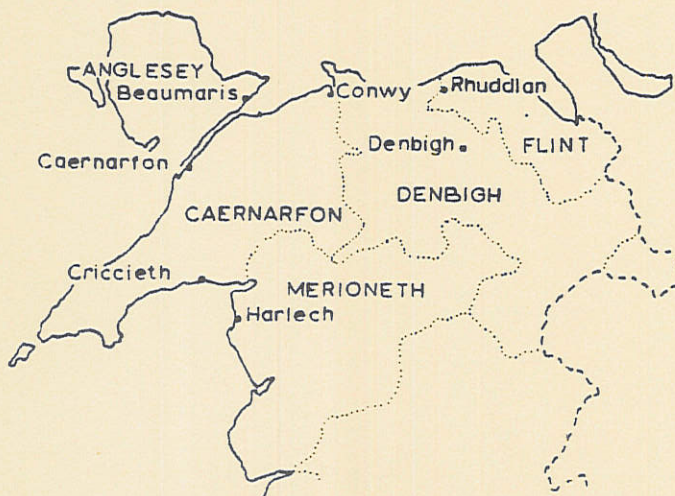 ANGLESEY
Beaumaris
Conwy
Rhuddlan
Caernarfon
Denbigh
FLINT
CAERNARFON
DENBIGH
Criccieth
MERIONETH
Harlech